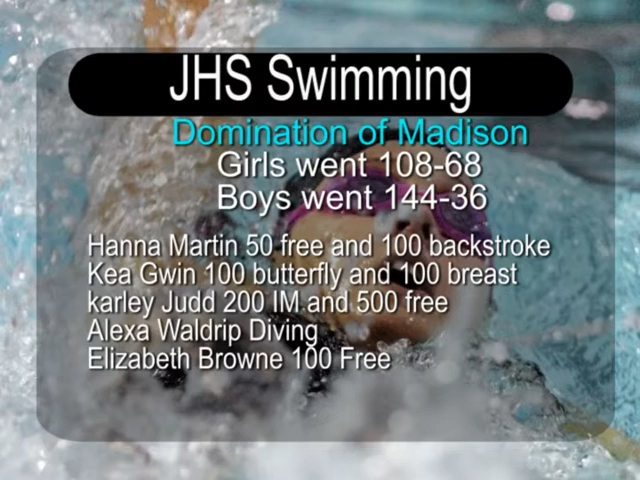 JHS Swimming
Domination of Madison
Girls went 108-68
Boys went 144-36
Hanna Martin 50 free and 100 backstroke
Kea Gwin 100 butterfly and 100 breast
karley Judd 200 IM and 500 free
Alexa Waldrip Diving
Elizabeth Browne 100 Free